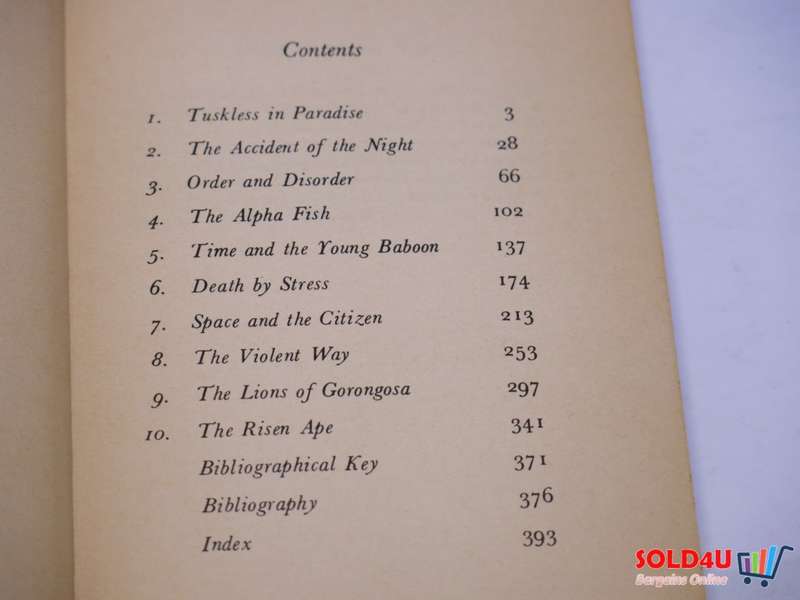 Contents
1. Tuskless in Paradise 3
2. The Accident of the Night 28
3. Order and Disorder 66
4. The Alpha Fish 102
5. Time and the Young Baboon 137
6. Death by Stress 174
7. Space and the Citizen 213
8. The Violent Way 253
9. The Lions of Gorongosa 297
10. The Risen Ape 341
Bibliographical Key 371
Bibliography 376
Index 393
SOLD4U
Bargains Online